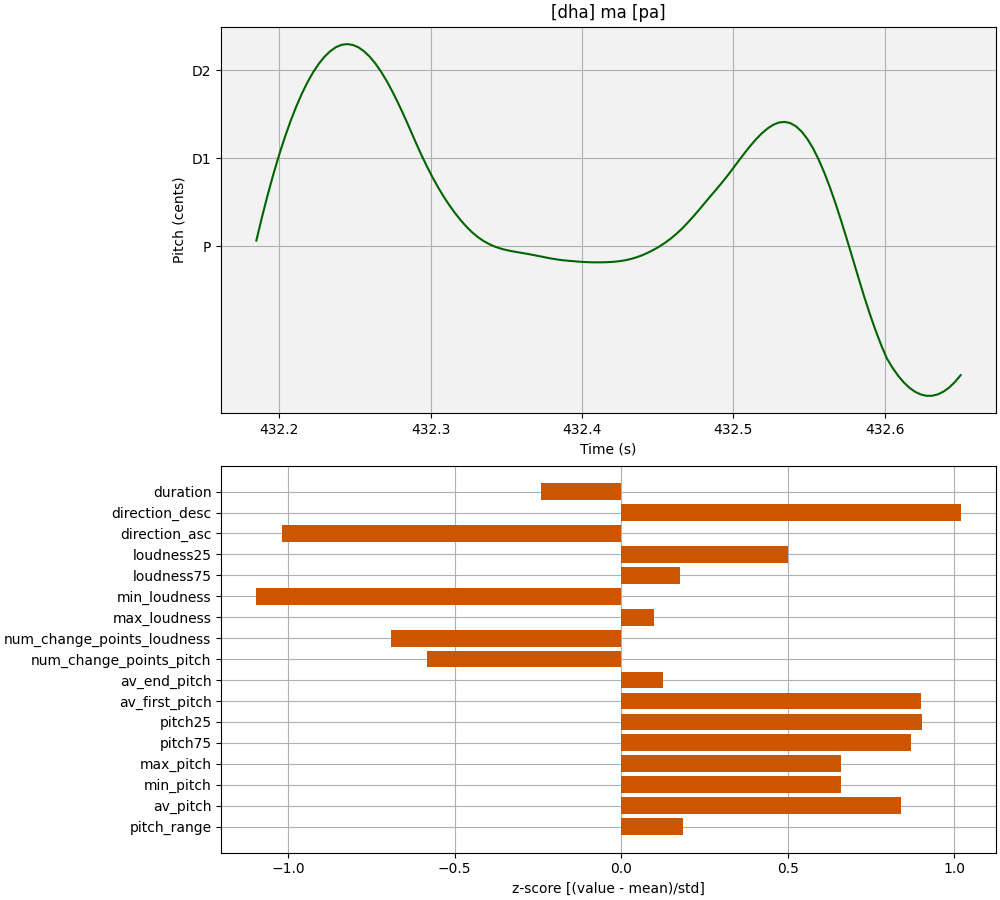 [dha] ma [pa]
D2
D1
P
Pitch (cents)
432.2 432.3 432.4 432.5 432.6
Time (s)
duration
direction_desc
direction_asc
loudness25
loudness75
min_loudness
max_loudness
num_change_points_loudness
num_change_points_pitch
av_end_pitch
av_first_pitch
pitch25
pitch75
max_pitch
min_pitch
av_pitch
pitch_range
−1.0 −0.5 0.0 0.5 1.0
z-score [(value - mean)/std]